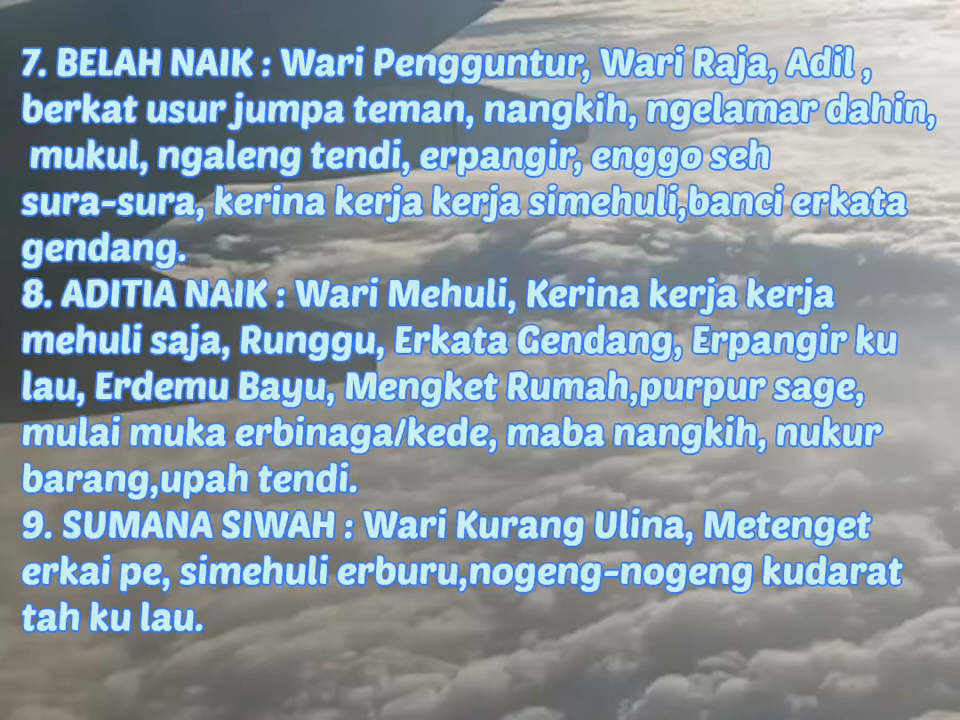 7. BELAH NAIK : Wari Pengguntur, Wari Raja, Adil ,
berkat usur jumpa teman, nangkih, ngelamar dahin,
mukul, ngaleng tendi, erpangir, enggo seh
sura-sura, kerina kerja kerja simehuli,banci erkata
gendang.
8. ADITIA NAIK : Wari Mehuli, Kerina kerja kerja
mehuli saja, Runggu, Erkata Gendang, Erpangir ku
lau, Erdemu Bayu, Mengket Rumah,purpur sage,
mulai muka erbinaga/kede, maba nangkih, nukur
barang,upah tendi.
9. SUMANA SIWAH : Wari Kurang Ulina, Metenget
erkai pe, simehuli erburu,nogeng-nogeng kudarat
tah ku lau.